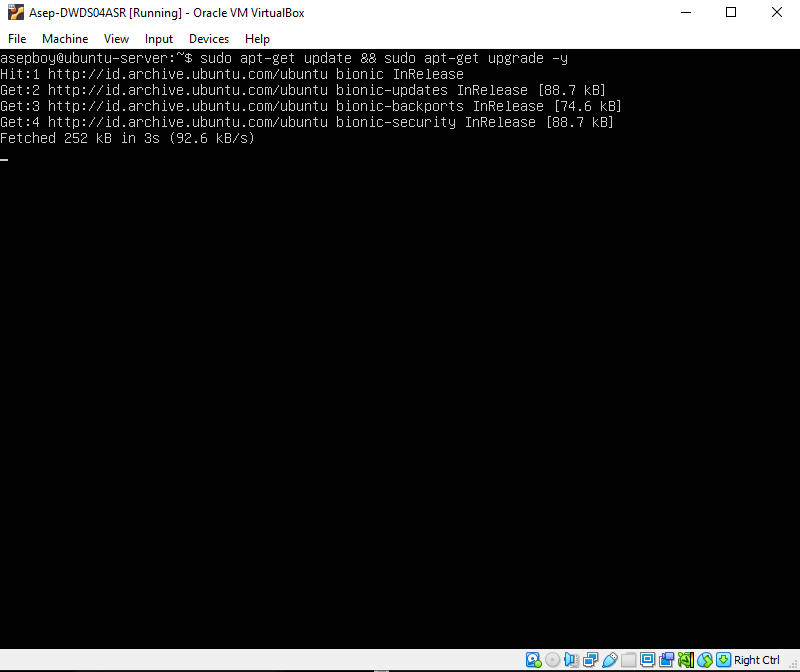 Asep-DWDS04ASR [Running] - Oracle VM VirtualBox
File Machine View Input Devices Help
asepboy@ubuntu-server:~$ sudo apt-get update && sudo apt-get upgrade -y
Hit:1 http://id.archive.ubuntu.com/ubuntu bionic InRelease
Get:2 http://id.archive.ubuntu.com/ubuntu bionic-updates InRelease [88.7 kB]
Get:3 http://id.archive.ubuntu.com/ubuntu bionic-backports InRelease [74.6 kB]
Get:4 http://id.archive.ubuntu.com/ubuntu bionic-security InRelease [88.7 kB]
Fetched 252 kB in 3s (92.6 kB/s)
Right Ctrl